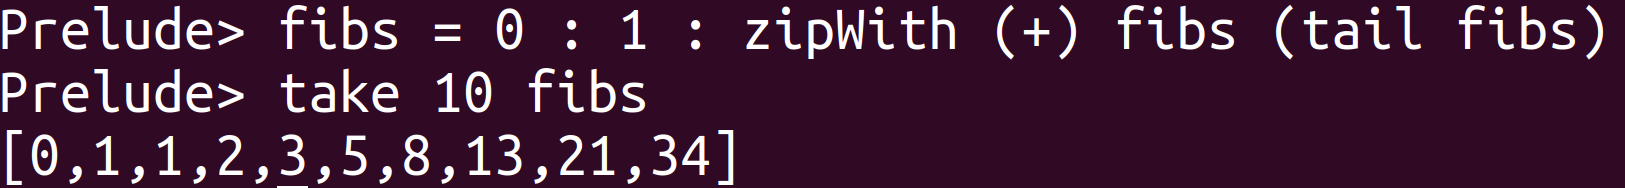 Prelude> fibs = 0 : 1 : zipWith (+) fibs (tail fibs)
Prelude> take 10 fibs
[0,1,1,2,3,5,8,13,21,34]